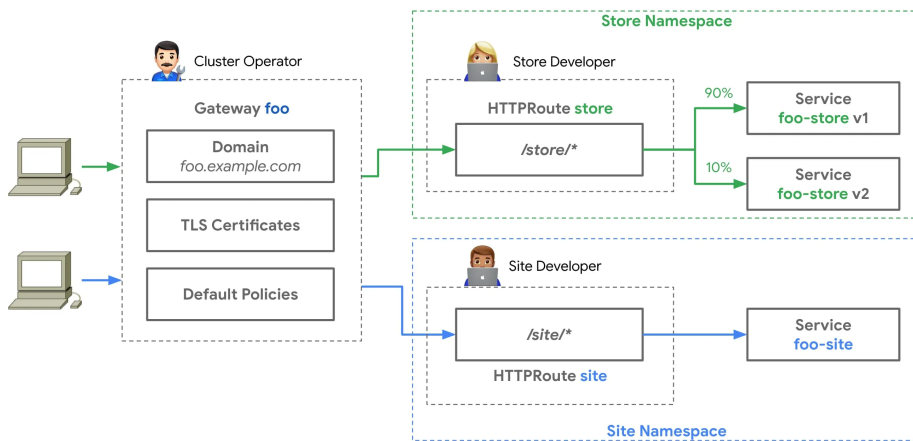 Store Namespace
Cluster Operator
Store Developer
Gateway foo
HTTPRoute store
Domain
foo.example.com
/store/*
90%
Service
foo-store v1
10%
Service
foo-store v2
TLS Certificates
Default Policies
Site Developer
/site/*
Service
foo-site
HTTPRoute site
Site Namespace